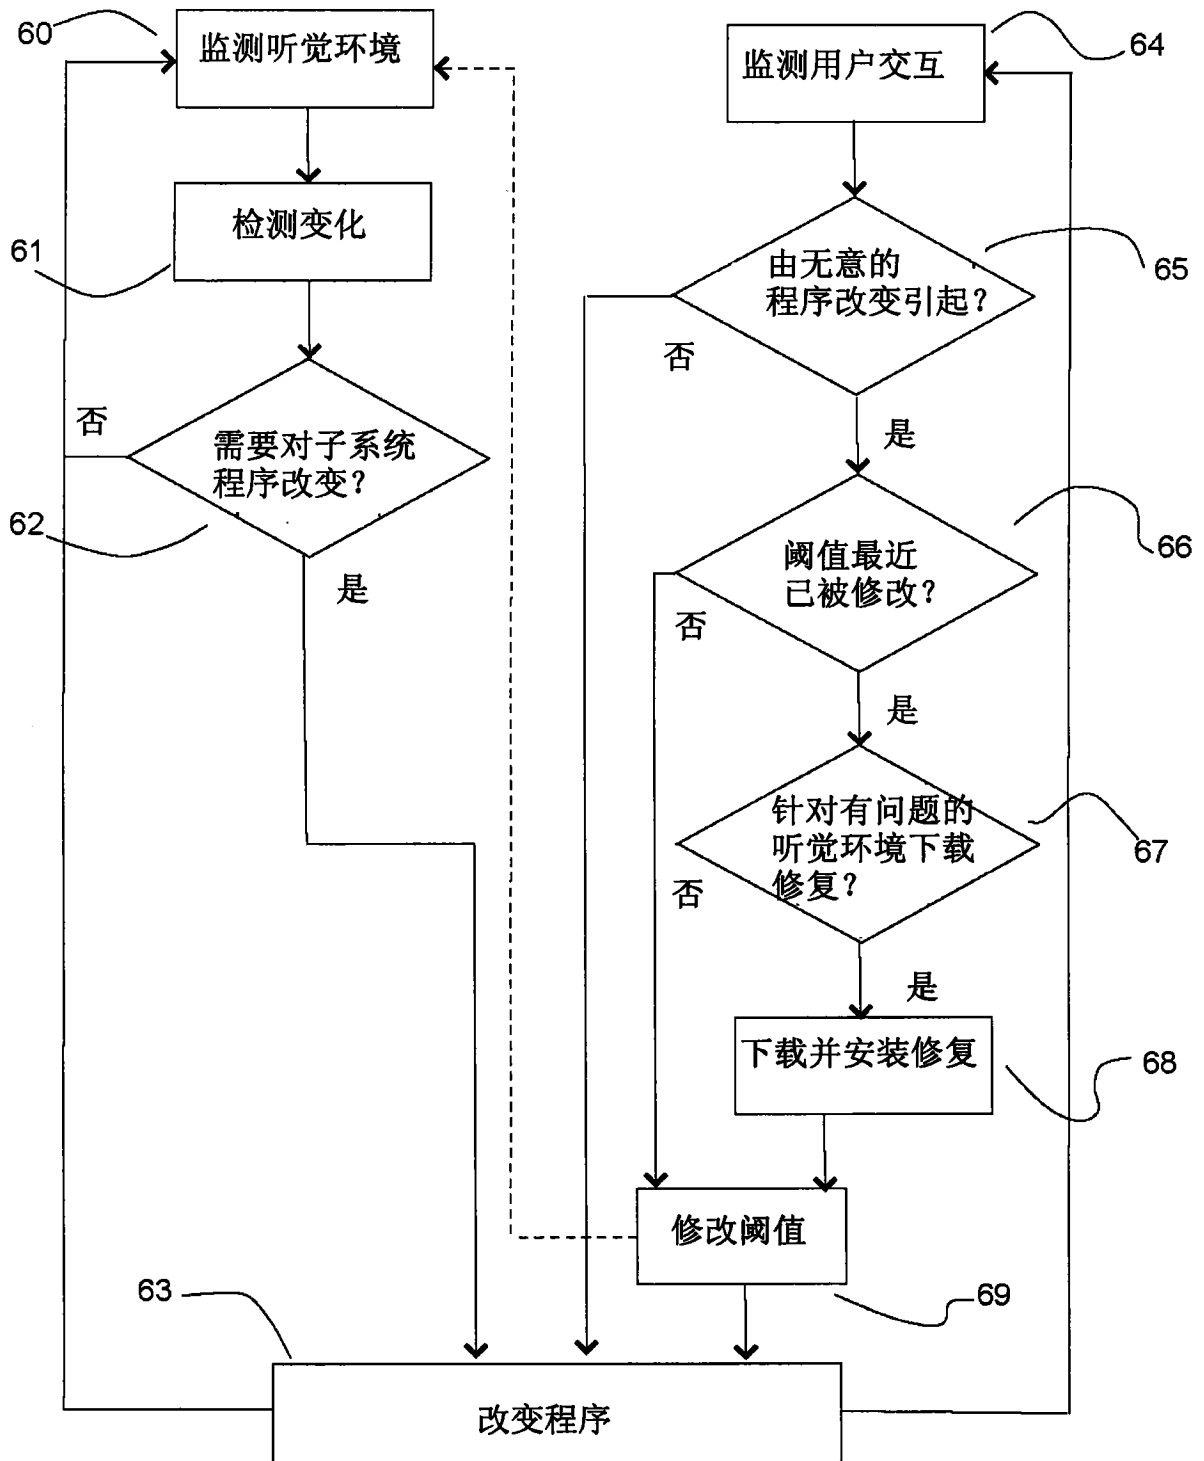 60
监测听觉环境
检测变化
61
需要对子系统
程序改变?
否
62
是
63
改变程序
64
监测用户交互
由无意的
程序改变引起?
65
否
是
阈值最近
已被修改?
66
否
是
针对有问题的
听觉环境下载
修复?
67
否
是
下载并安装修复
68
修改阈值
69